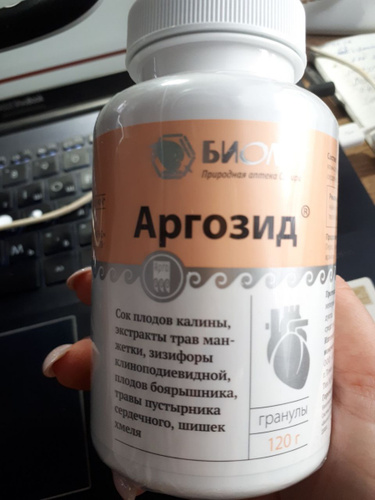 Природная аптека
Аргозид®
Арго
Сок плодов калины,
экстракты трав ман-
жетки, зизифоры
клиноподиевидной,
плодов боярышника,
травы пустырника
сердечного, шишек
хмеля
гранулы
120 г